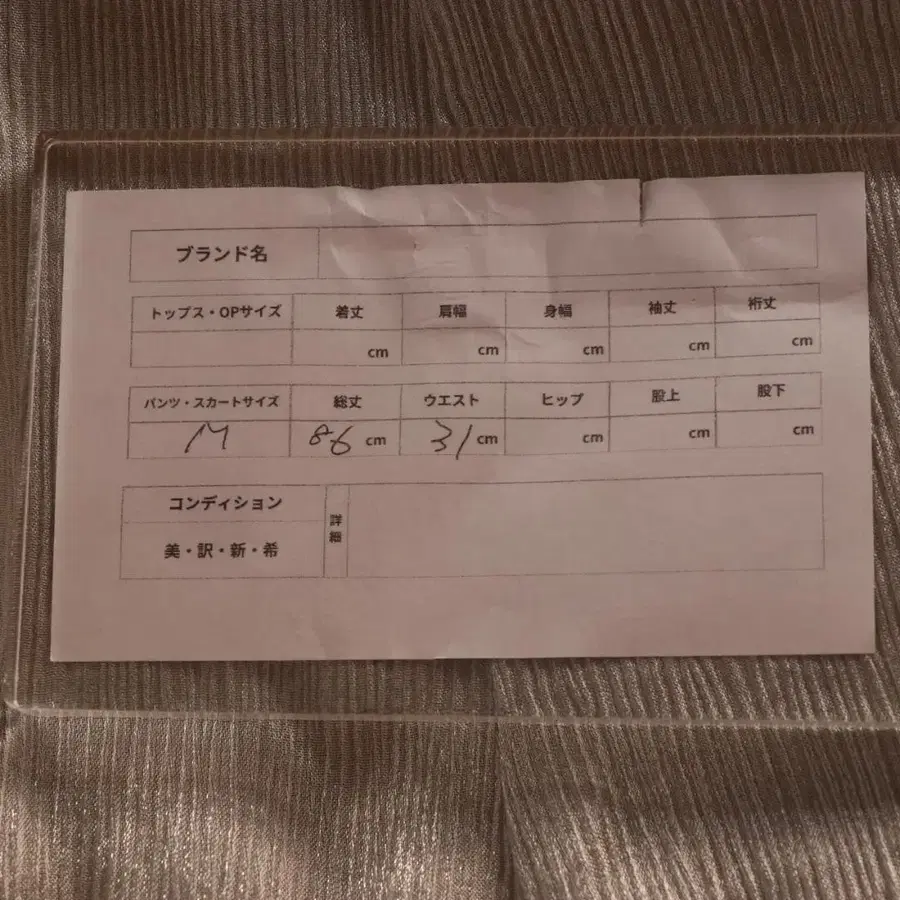 ブランド名
トップス・OPサイズ 着丈 肩幅 身幅 袖丈 裄丈
cm cm cm cm cm
パンツ・スカートサイズ 総丈 ウエスト ヒップ 股上 股下
M 86 cm 31 cm cm cm cm
コンディション 詳細
美・訳・新・希